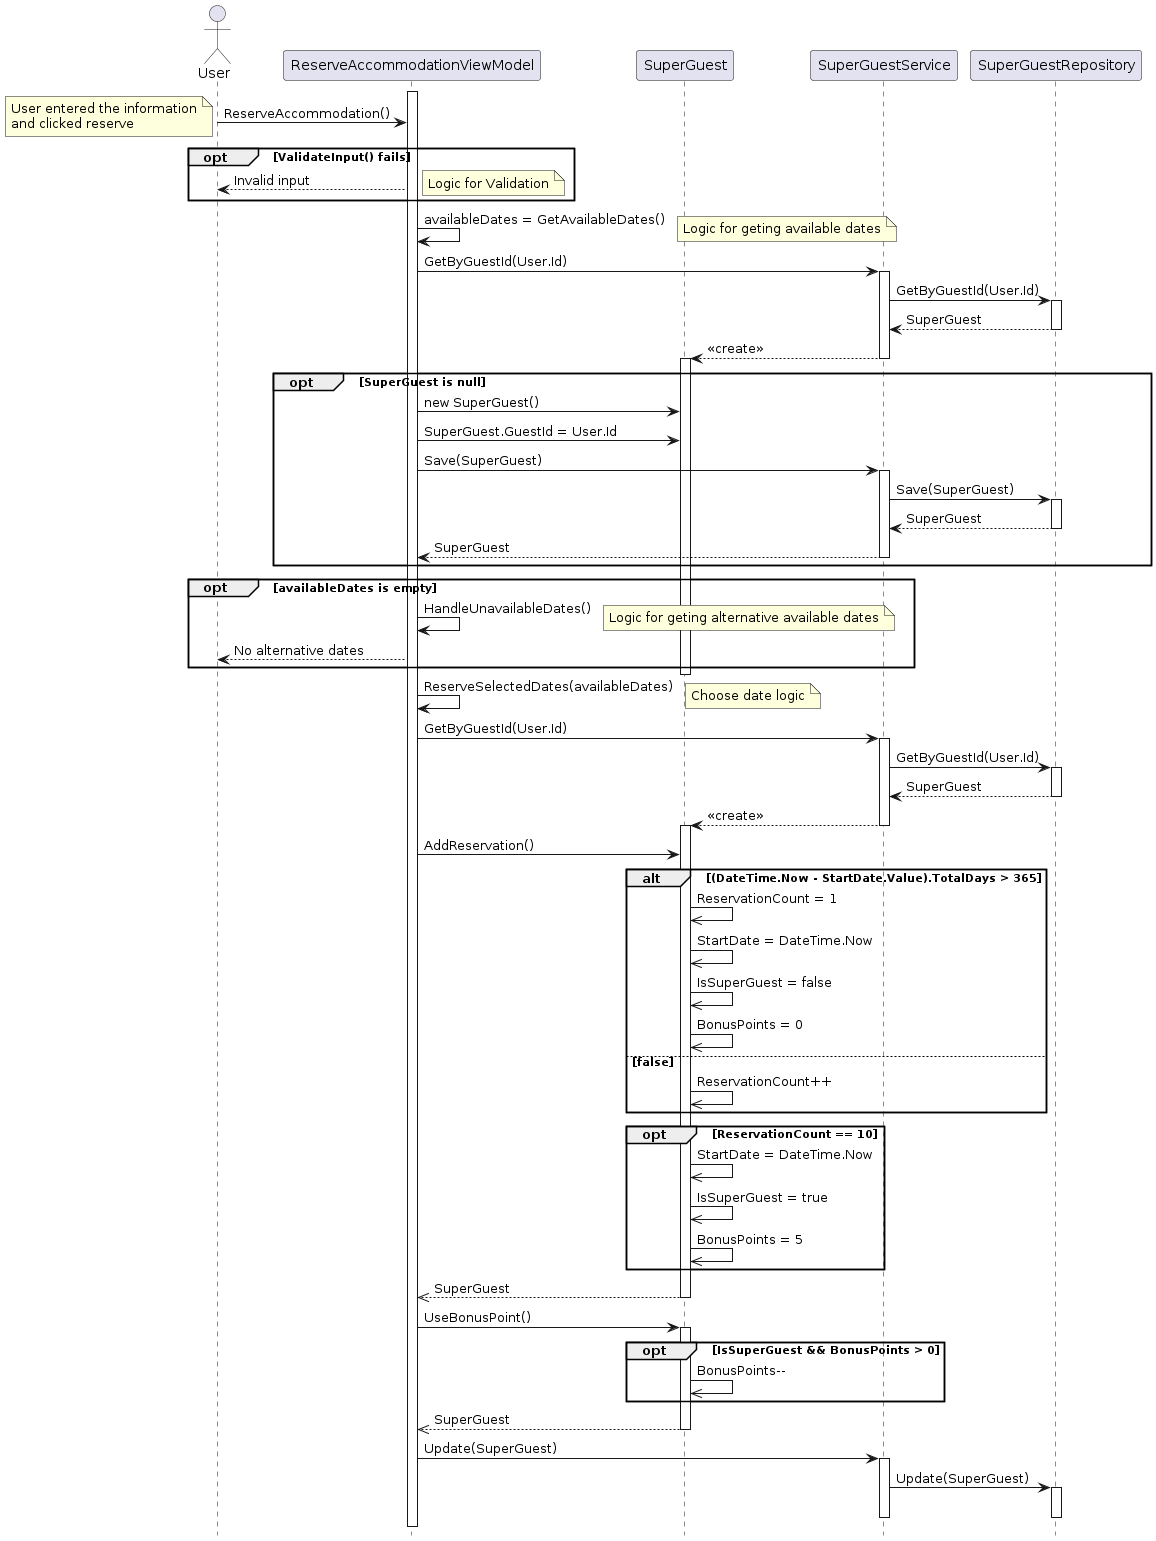 User
ReserveAccommodationViewModel
SuperGuest
SuperGuestService
SuperGuestRepository
User entered the information
and clicked reserve
ReserveAccommodation()
opt
[ValidateInput() fails]
Invalid input
Logic for Validation
availableDates = GetAvailableDates()
Logic for geting available dates
GetByGuestId(User.Id)
GetByGuestId(User.Id)
SuperGuest
«create»
opt
[SuperGuest is null]
new SuperGuest()
SuperGuest.GuestId = User.Id
Save(SuperGuest)
Save(SuperGuest)
SuperGuest
SuperGuest
opt
[availableDates is empty]
HandleUnavailableDates()
Logic for geting alternative available dates
No alternative dates
ReserveSelectedDates(availableDates)
Choose date logic
GetByGuestId(User.Id)
GetByGuestId(User.Id)
SuperGuest
«create»
AddReservation()
alt
[(DateTime.Now - StartDate.Value).TotalDays > 365]
ReservationCount = 1
StartDate = DateTime.Now
IsSuperGuest = false
BonusPoints = 0
[false]
ReservationCount++
opt
[ReservationCount == 10]
StartDate = DateTime.Now
IsSuperGuest = true
BonusPoints = 5
SuperGuest
UseBonusPoint()
opt
[IsSuperGuest && BonusPoints > 0]
BonusPoints--
SuperGuest
Update(SuperGuest)
Update(SuperGuest)